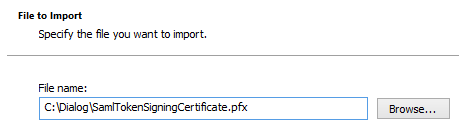 File to Import
Specify the file you want to import.
File name:
C:\Dialog\SamlTokenSigningCertificate.pfx
Browse...